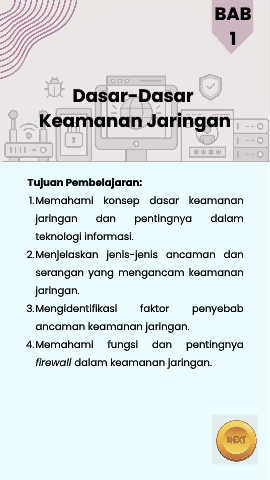 BAB
1
Dasar-Dasar
Keamanan Jaringan
Tujuan Pembelajaran:
1.Memahami konsep dasar keamanan
jaringan dan pentingnya dalam
teknologi informasi.
2.Menjelaskan jenis-jenis ancaman dan
serangan yang mengancam keamanan
jaringan.
3.Mengidentifikasi faktor penyebab
ancaman keamanan jaringan.
4.Memahami fungsi dan pentingnya
firewall dalam keamanan jaringan.
NEXT